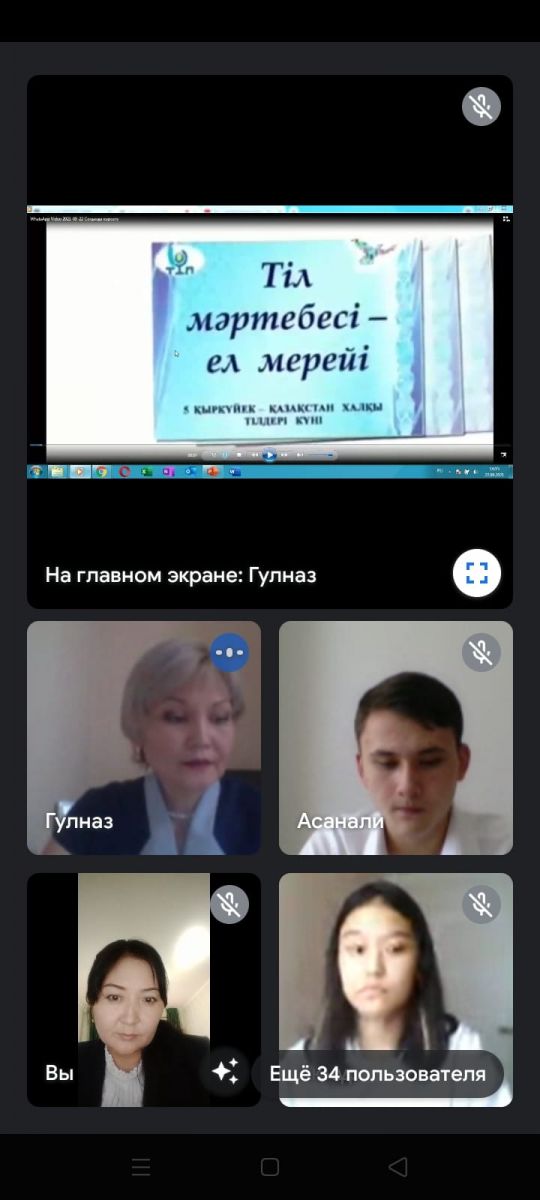 тіл
Тіл
мәртебесі –
ел мерейі
5 ҚЫРКҮЙЕК – ҚАЗАҚСТАН ХАЛҚЫ
ТІЛДЕРІ КҮНІ
На главном экране: Гулназ
Гулназ
Асанали
Вы
Ещё 34 пользователя